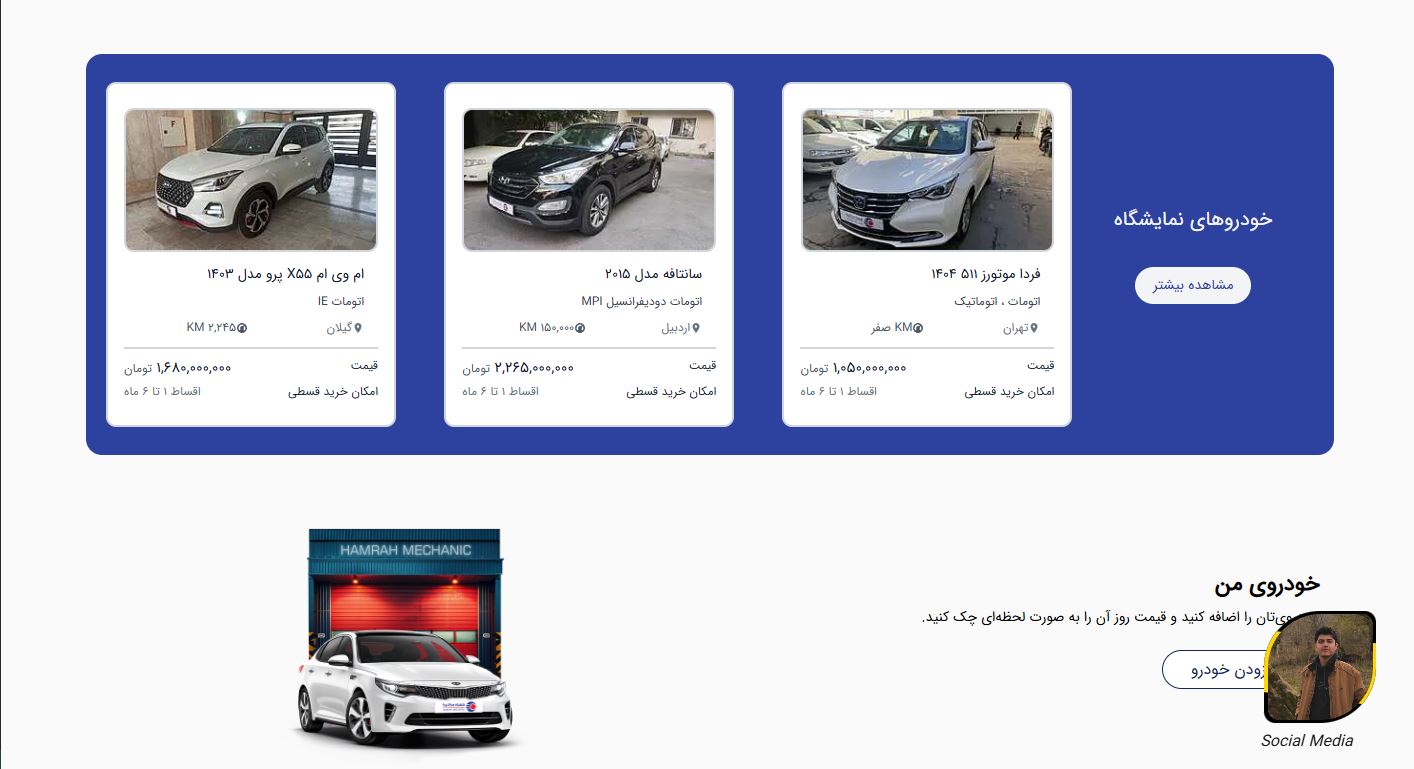 خودروهای نمایشگاه
مشاهده بیشتر
فردا موتورز ۵۱۱ ۱۴۰۴
اتومات ، اتوماتیک
تهران
KM صفر
قیمت
۱,۰۵۰,۰۰۰,۰۰۰ تومان
امکان خرید قسطی
اقساط ۱ تا ۶ ماه
سانتافه مدل ۲۰۱۵
اتومات دودیفرانسیل MPI
اردبیل
۱۵۰,۰۰۰ KM
قیمت
۲,۲۶۵,۰۰۰,۰۰۰ تومان
امکان خرید قسطی
اقساط ۱ تا ۶ ماه
ام وی ام X۵۵ پرو مدل ۱۴۰۳
اتومات IE
گیلان
۲,۲۴۵ KM
قیمت
۱,۶۸۰,۰۰۰,۰۰۰ تومان
امکان خرید قسطی
اقساط ۱ تا ۶ ماه
HAMRAH MECHANIC
خودروی من
را اضافه کنید و قیمت روز آن را به صورت لحظه‌ای چک کنید.
خودرو
Social Media